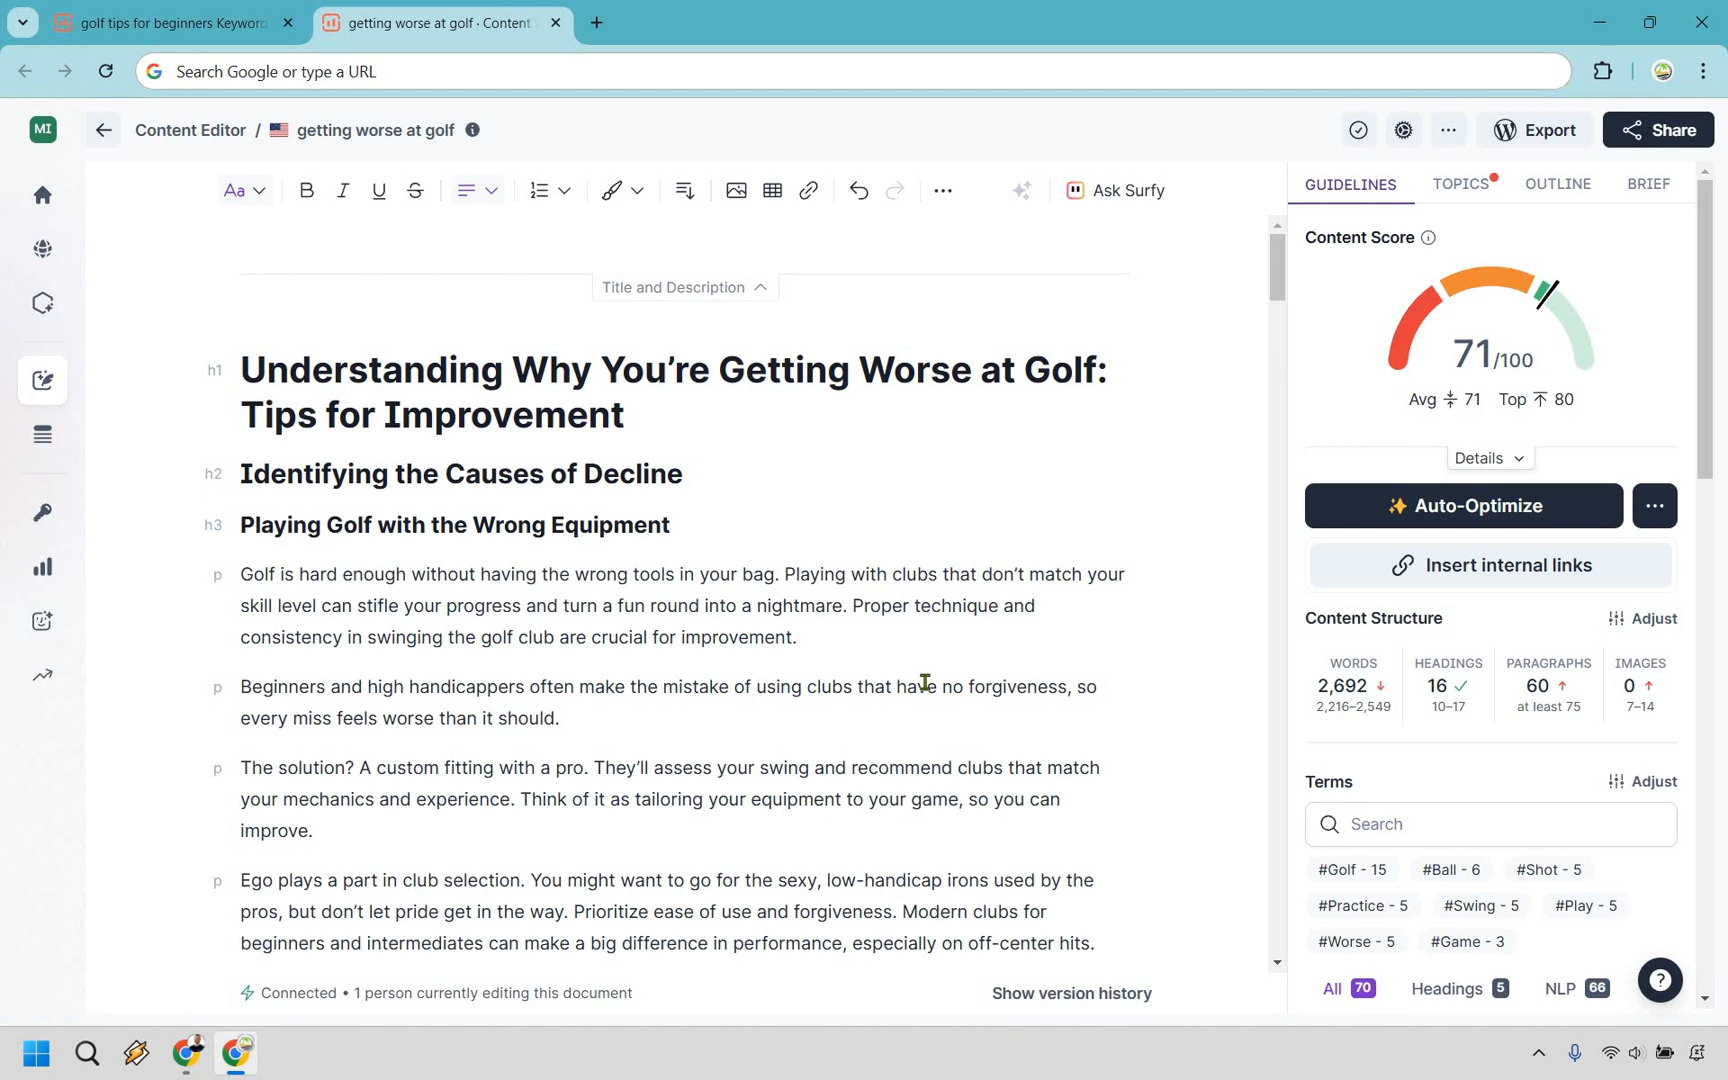 golf tips for beginners Keyword
getting worse at golf · Content
Search Google or type a URL
MI
Content Editor / getting worse at golf
Export
Share
Aa
B I U S
Ask Surfy
GUIDELINES
TOPICS
OUTLINE
BRIEF
Title and Description
h1
Understanding Why You’re Getting Worse at Golf:
Tips for Improvement
h2
Identifying the Causes of Decline
h3
Playing Golf with the Wrong Equipment
p
Golf is hard enough without having the wrong tools in your bag. Playing with clubs that don’t match your
skill level can stifle your progress and turn a fun round into a nightmare. Proper technique and
consistency in swinging the golf club are crucial for improvement.
p
Beginners and high handicappers often make the mistake of using clubs that have no forgiveness, so
every miss feels worse than it should.
p
The solution? A custom fitting with a pro. They’ll assess your swing and recommend clubs that match
your mechanics and experience. Think of it as tailoring your equipment to your game, so you can
improve.
p
Ego plays a part in club selection. You might want to go for the sexy, low-handicap irons used by the
pros, but don’t let pride get in the way. Prioritize ease of use and forgiveness. Modern clubs for
beginners and intermediates can make a big difference in performance, especially on off-center hits.
Connected • 1 person currently editing this document
Show version history
Content Score
71/100
Avg 71 Top 80
Details
Auto-Optimize
Insert internal links
Content Structure
Adjust
WORDS
2,692
2,216–2,549
HEADINGS
16
10–17
PARAGRAPHS
60
at least 75
IMAGES
0
7–14
Terms
Adjust
Search
#Golf - 15 #Ball - 6 #Shot - 5
#Practice - 5 #Swing - 5 #Play - 5
#Worse - 5 #Game - 3
All 70 Headings 5 NLP 66